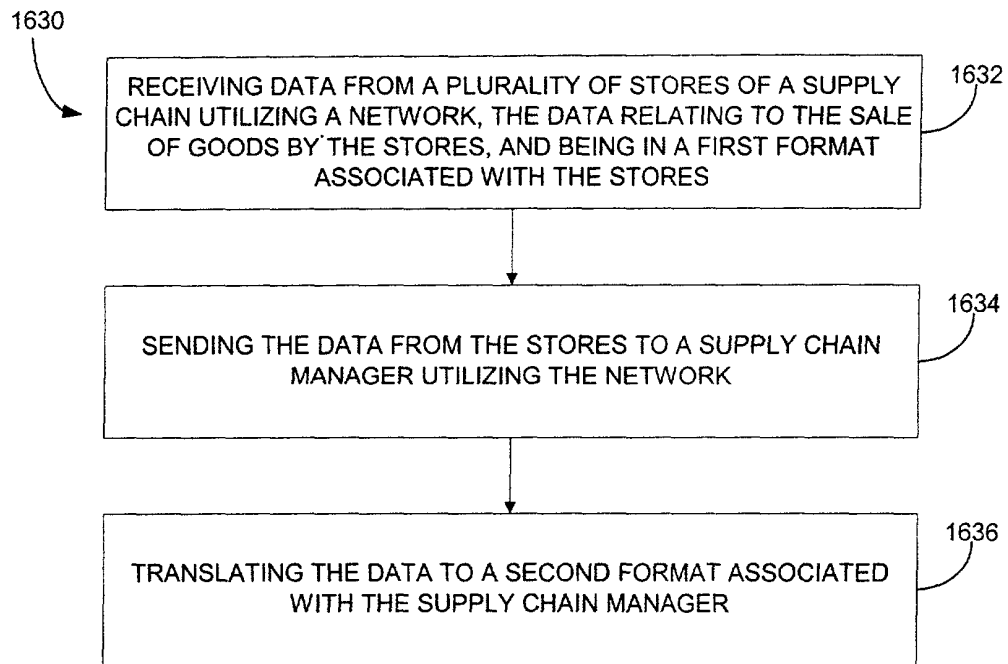 1630
RECEIVING DATA FROM A PLURALITY OF STORES OF A SUPPLY
CHAIN UTILIZING A NETWORK, THE DATA RELATING TO THE SALE
OF GOODS BY THE STORES, AND BEING IN A FIRST FORMAT
ASSOCIATED WITH THE STORES
1632
SENDING THE DATA FROM THE STORES TO A SUPPLY CHAIN
MANAGER UTILIZING THE NETWORK
1634
TRANSLATING THE DATA TO A SECOND FORMAT ASSOCIATED
WITH THE SUPPLY CHAIN MANAGER
1636